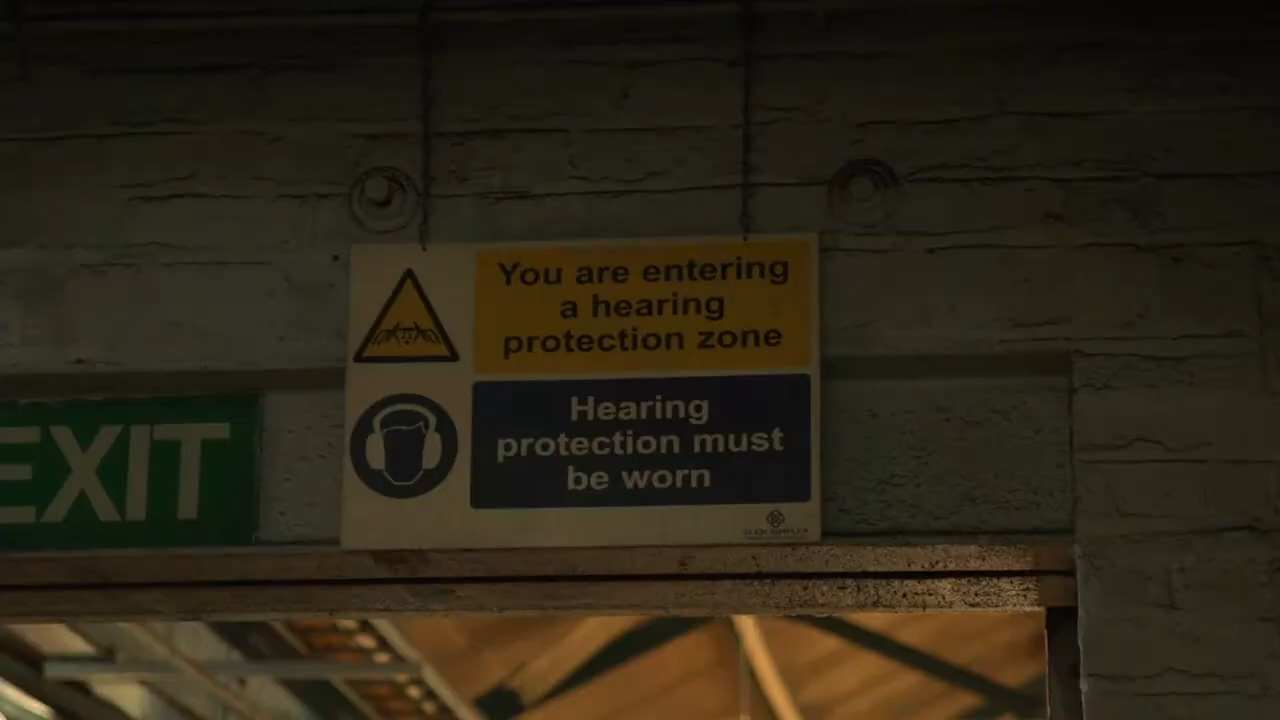 You are entering
a hearing
protection zone
Hearing
protection must
be worn
EXIT